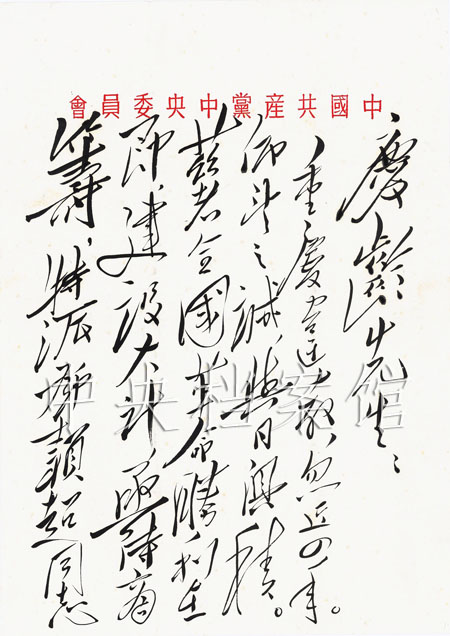 中國共産黨中央委員會
慶齡先生：
重慶違教，忽近四年。
仰望之誠，與日俱積。
兹者全國革命勝利在
即，建設大計，亟待商
籌，特派鄧穎超同志
中央档案馆